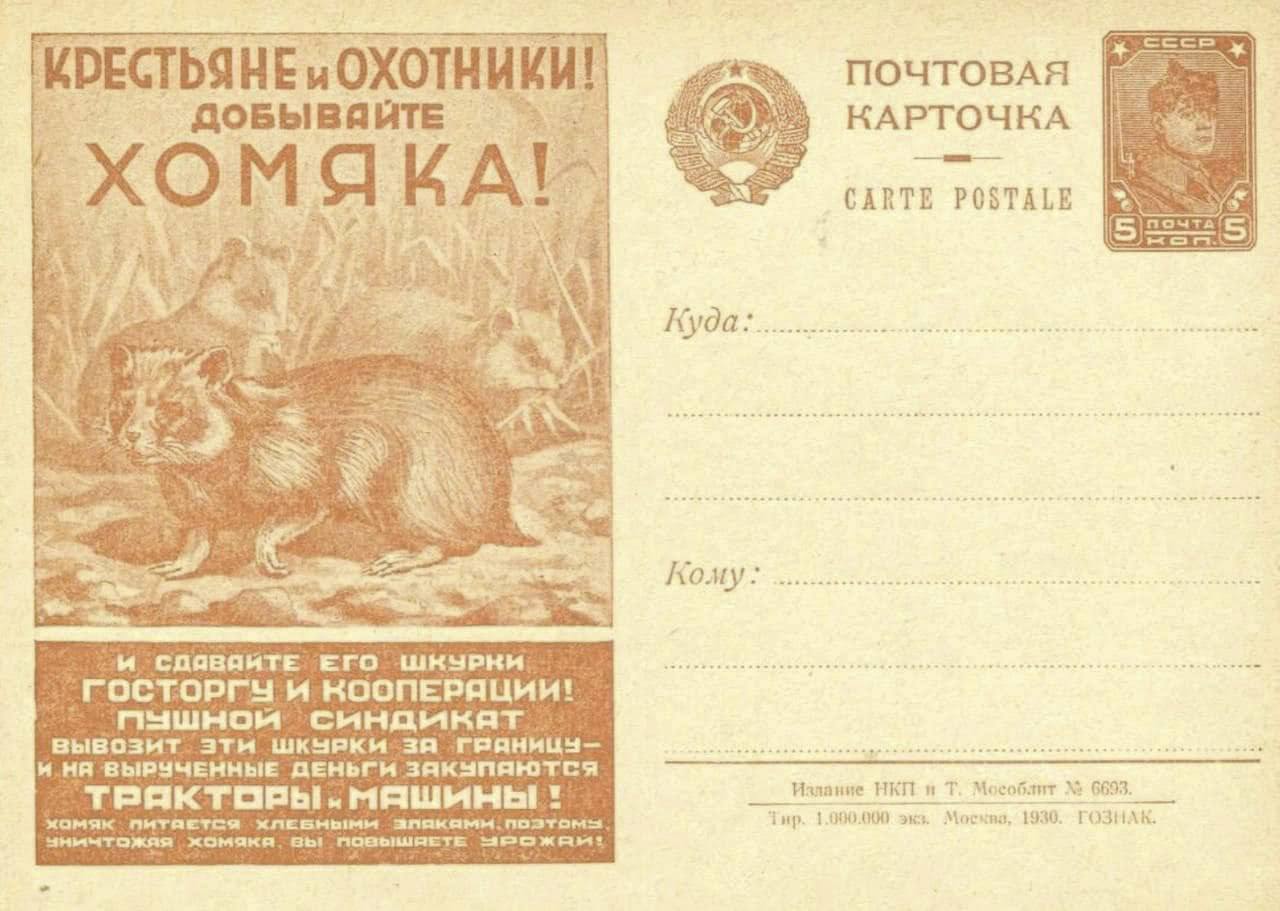 КРЕСТЬЯНЕ и ОХОТНИКИ!
ДОБЫВАЙТЕ
ХОМЯКА!
И СДАВАЙТЕ ЕГО ШКУРКИ
ГОСТОРГУ И КООПЕРАЦИИ!
ПУШНОЙ СИНДИКАТ
ВЫВОЗИТ ЭТИ ШКУРКИ ЗА ГРАНИЦУ—
И НА ВЫРУЧЕННЫЕ ДЕНЬГИ ЗАКУПАЮТСЯ
ТРАКТОРЫ и МАШИНЫ!
ХОМЯК ПИТАЕТСЯ ХЛЕБНЫМИ ЗЛАКАМИ, ПОЭТОМУ,
УНИЧТОЖАЯ ХОМЯКА, ВЫ ПОВЫШАЕТЕ УРОЖАЙ!
ПОЧТОВАЯ
КАРТОЧКА
CARTE POSTALE
СССР
5 ПОЧТА КОП. 5
Куда:
Кому:
Издание НКП и Т. Мособлит № 6693.
Тир. 1.000.000 экз. Москва, 1930. ГОЗНАК.